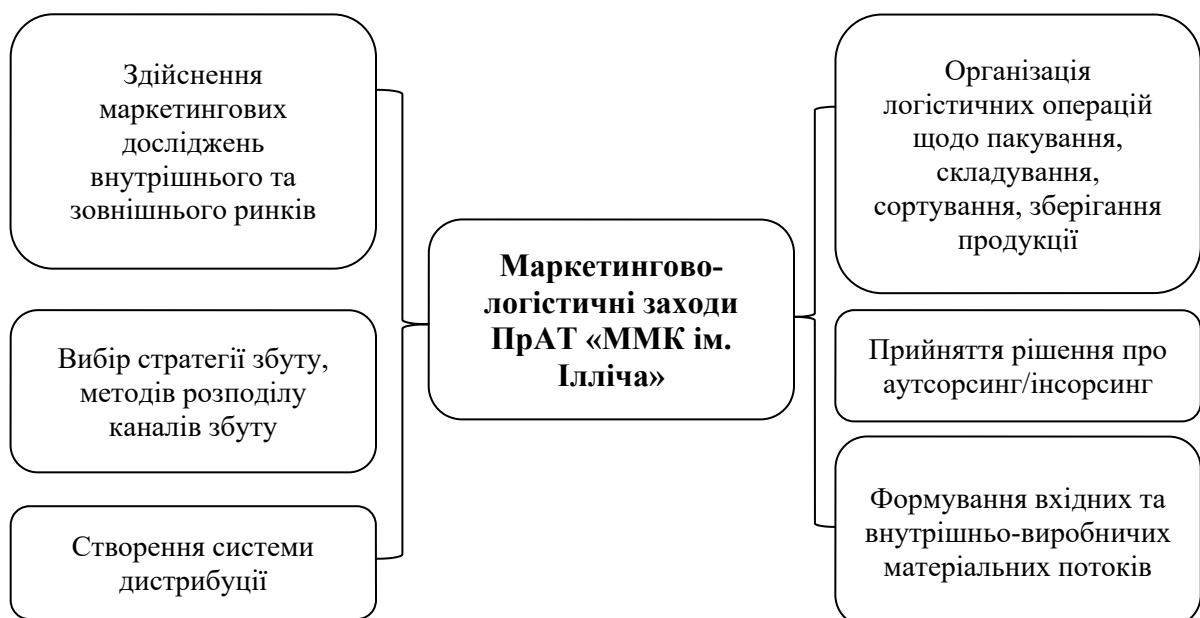 Здійснення
маркетингових
досліджень
внутрішнього та
зовнішнього ринків
Вибір стратегії збуту,
методів розподілу
каналів збуту
Створення системи
дистрибуції
Маркетингово-
логістичні заходи
ПрАТ «ММК ім.
Ілліча»
Організація
логістичних операцій
щодо пакування,
складування,
сортування, зберігання
продукції
Прийняття рішення про
аутсорсинг/інсорсинг
Формування вхідних та
внутрішньо-виробничих
матеріальних потоків